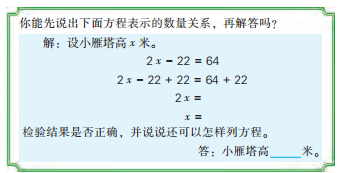 你能先说出下面方程表示的数量关系，再解答吗？
解：设小雁塔高 x 米。
2x − 22 = 64
2x − 22 + 22 = 64 + 22
2x =
x =
检验结果是否正确，并说说还可以怎样列方程。
答：小雁塔高____米。